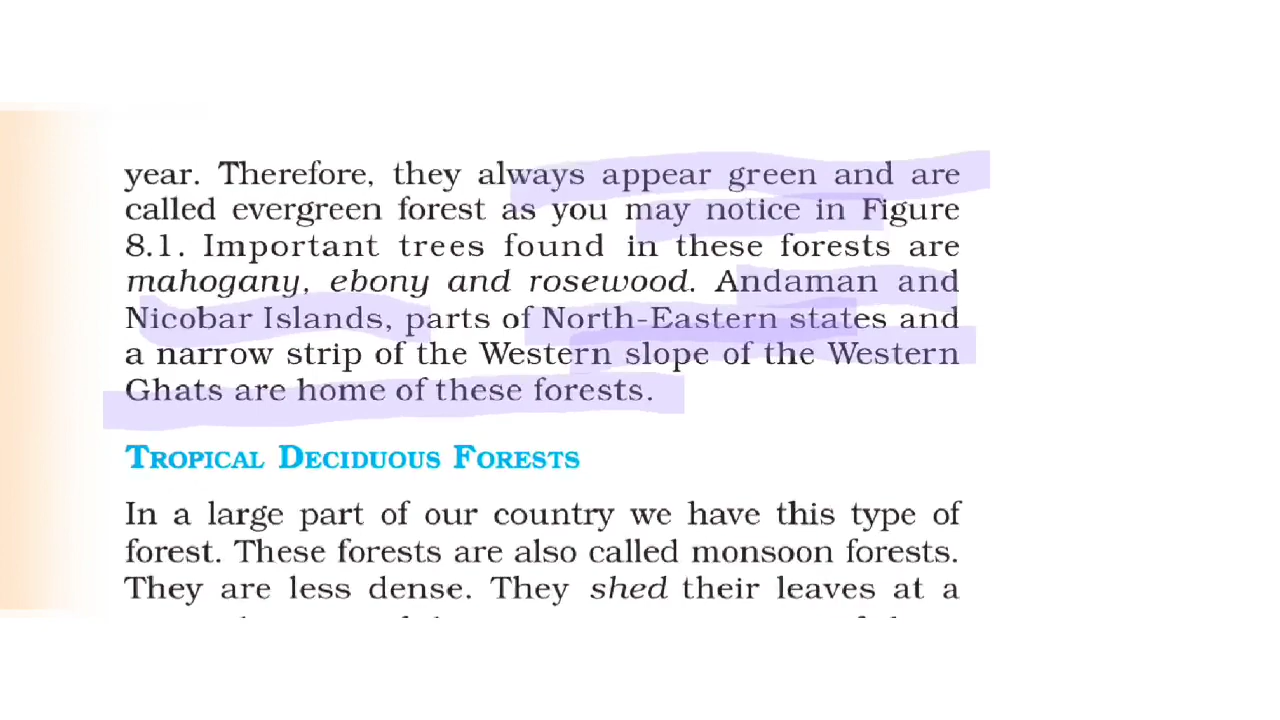 year. Therefore, they always appear green and are
called evergreen forest as you may notice in Figure
8.1. Important trees found in these forests are
mahogany, ebony and rosewood. Andaman and
Nicobar Islands, parts of North-Eastern states and
a narrow strip of the Western slope of the Western
Ghats are home of these forests.
TROPICAL DECIDUOUS FORESTS
In a large part of our country we have this type of
forest. These forests are also called monsoon forests.
They are less dense. They shed their leaves at a